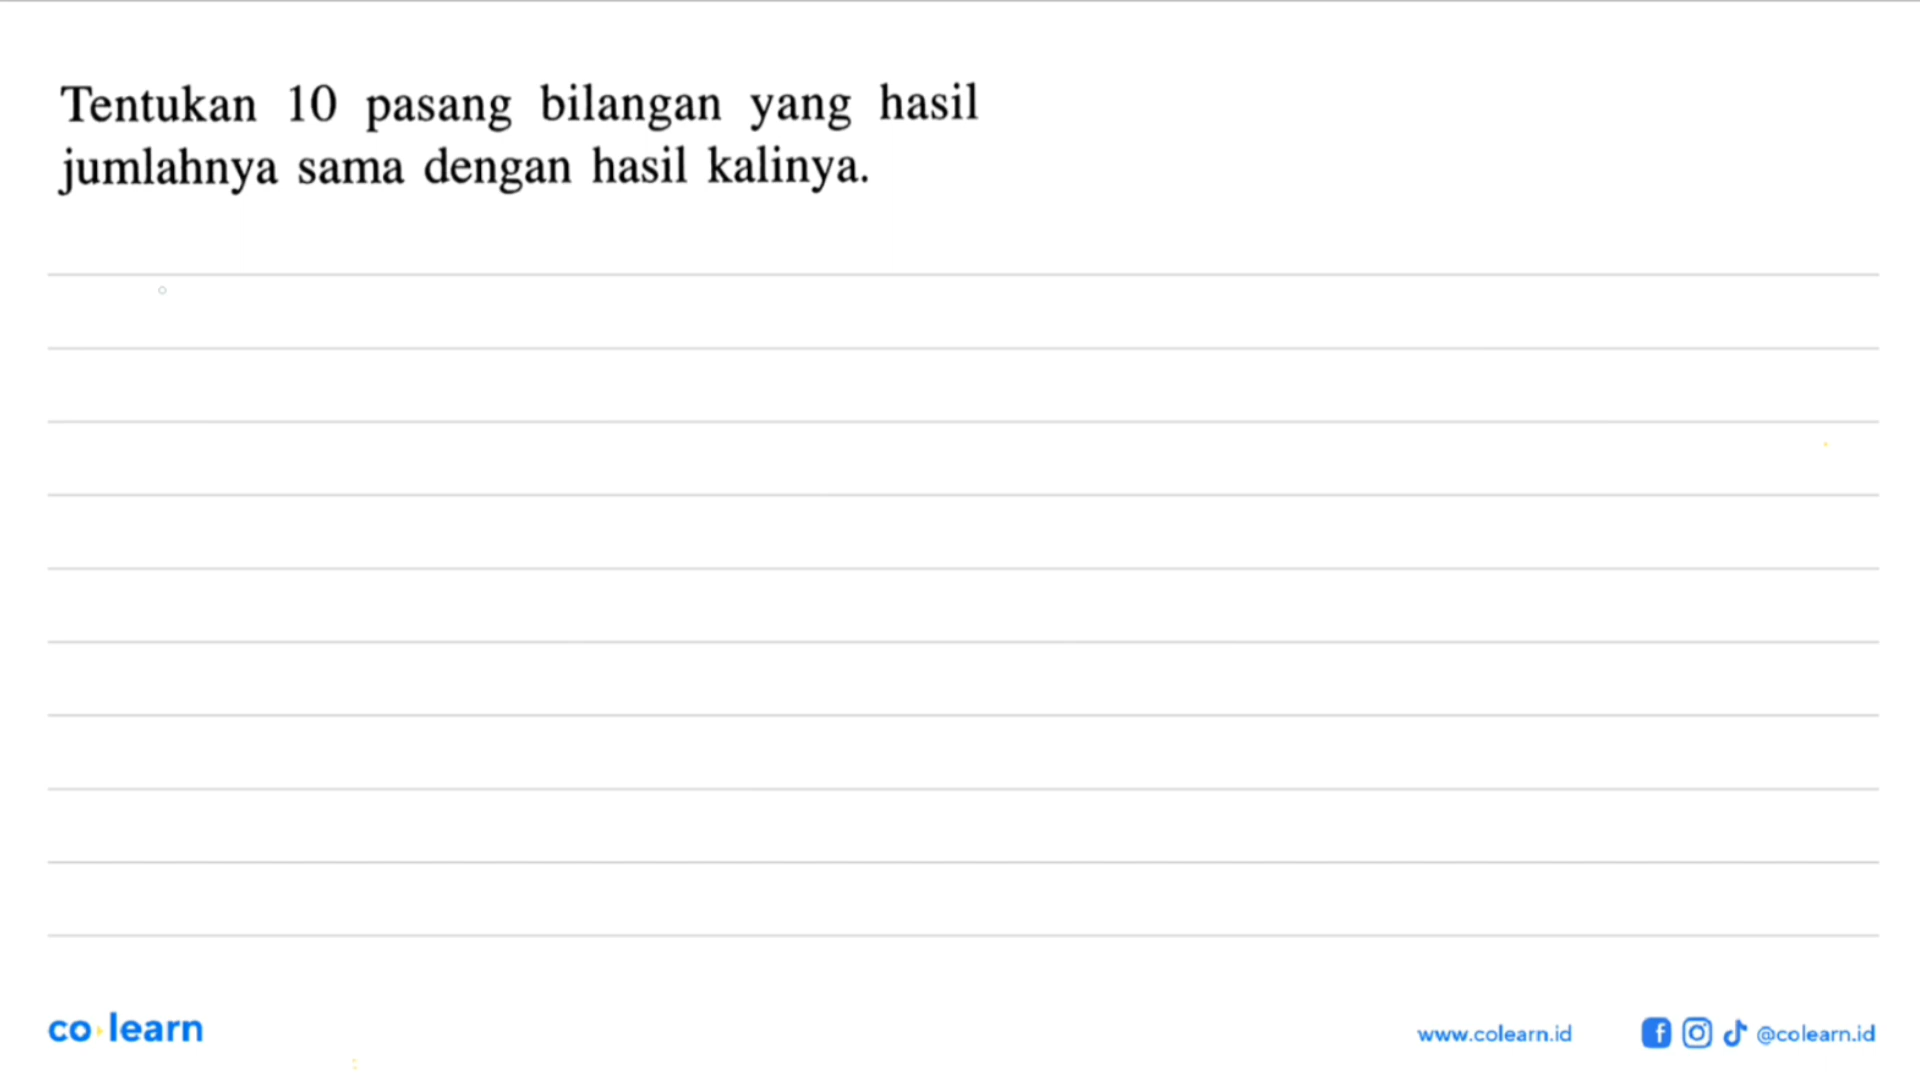 Tentukan 10 pasang bilangan yang hasil
jumlahnya sama dengan hasil kalinya.
co learn
www.colearn.id
@colearn.id